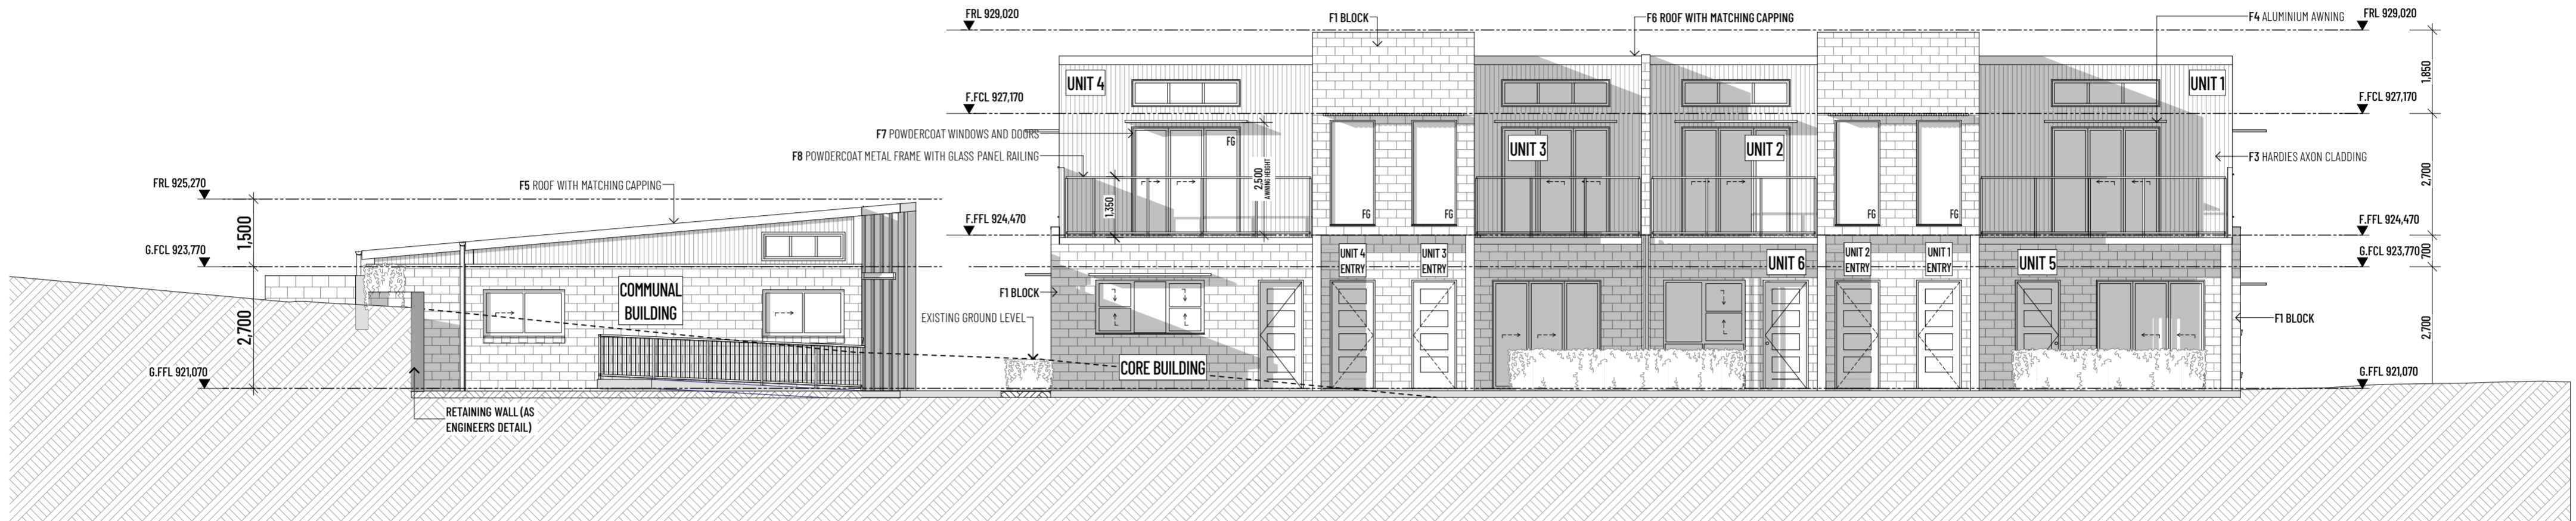 FRL 929,020
F1 BLOCK
F6 ROOF WITH MATCHING CAPPING
F4 ALUMINIUM AWNING
FRL 929,020
UNIT 4
UNIT 1
1,850
F.FCL 927,170
F.FCL 927,170
F7 POWDERCOAT WINDOWS AND DOORS
FG
UNIT 3
UNIT 2
F8 POWDERCOAT METAL FRAME WITH GLASS PANEL RAILING
F3 HARDIES AXON CLADDING
2,500
AWNING HEIGHT
2,700
FRL 925,270
F5 ROOF WITH MATCHING CAPPING
1,350
FG
FG
FG
FG
F.FFL 924,470
F.FFL 924,470
1,500
G.FCL 923,770
UNIT 4
ENTRY
UNIT 3
ENTRY
UNIT 6
UNIT 2
ENTRY
UNIT 1
ENTRY
UNIT 5
G.FCL 923,770
700
COMMUNAL
BUILDING
F1 BLOCK
2,700
EXISTING GROUND LEVEL
F1 BLOCK
2,700
CORE BUILDING
G.FFL 921,070
G.FFL 921,070
RETAINING WALL (AS
ENGINEERS DETAIL)